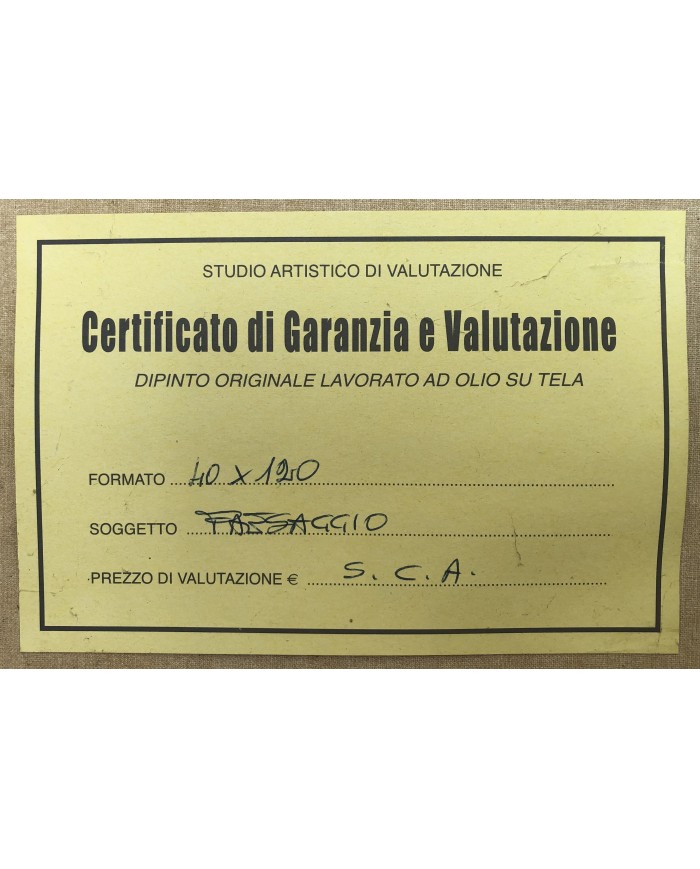 STUDIO ARTISTICO DI VALUTAZIONE
Certificato di Garanzia e Valutazione
DIPINTO ORIGINALE LAVORATO AD OLIO SU TELA
FORMATO 40 x 120
SOGGETTO PAESAGGIO
PREZZO DI VALUTAZIONE € S. C. A.